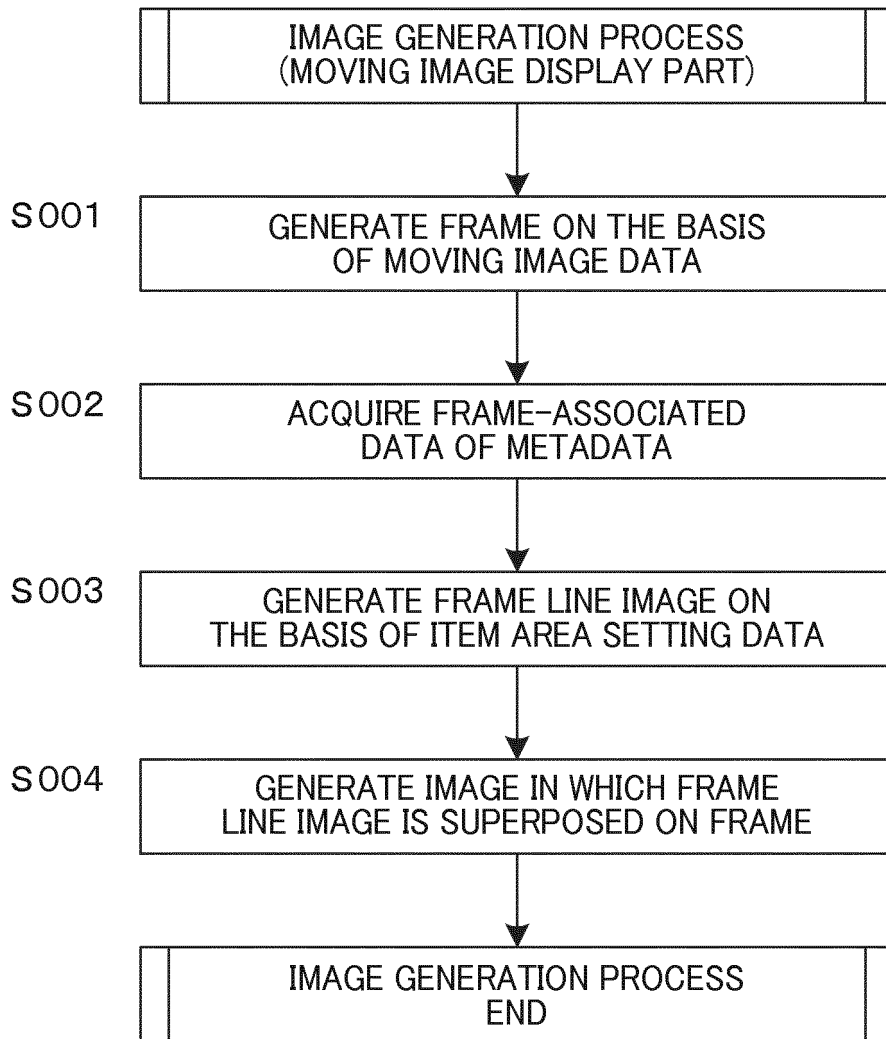 IMAGE GENERATION PROCESS
(MOVING IMAGE DISPLAY PART)
S001
GENERATE FRAME ON THE BASIS
OF MOVING IMAGE DATA
S002
ACQUIRE FRAME-ASSOCIATED
DATA OF METADATA
S003
GENERATE FRAME LINE IMAGE ON
THE BASIS OF ITEM AREA SETTING DATA
S004
GENERATE IMAGE IN WHICH FRAME
LINE IMAGE IS SUPERPOSED ON FRAME
IMAGE GENERATION PROCESS
END